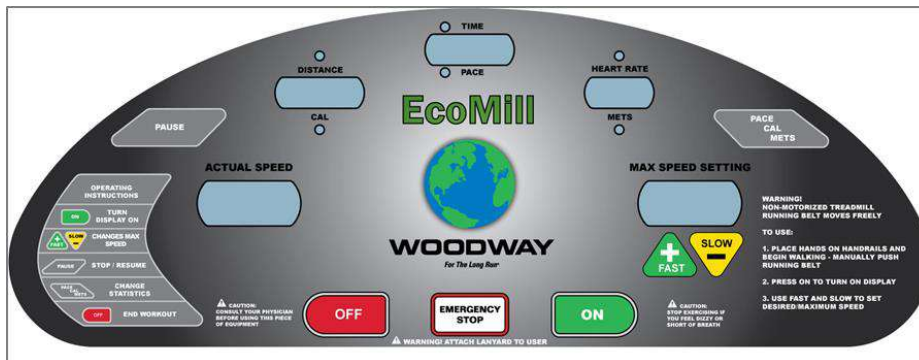 TIME
PACE
DISTANCE
CAL
HEART RATE
METS
EcoMill
PAUSE
PACE
CAL
METS
ACTUAL SPEED
MAX SPEED SETTING
WOODWAY
For The Long Run®
OPERATING
INSTRUCTIONS
ON
TURN
DISPLAY ON
+
FAST
SLOW
-
CHANGES MAX
SPEED
PAUSE
STOP / RESUME
PACE
CAL
METS
CHANGE
STATISTICS
OFF
END WORKOUT
+
FAST
SLOW
-
WARNING!
NON-MOTORIZED TREADMILL
RUNNING BELT MOVES FREELY
TO USE:
1. PLACE HANDS ON HANDRAILS AND
BEGIN WALKING - MANUALLY PUSH
RUNNING BELT
2. PRESS ON TO TURN ON DISPLAY
3. USE FAST AND SLOW TO SET
DESIRED/MAXIMUM SPEED
CAUTION:
CONSULT YOUR PHYSICIAN
BEFORE USING THIS PIECE
OF EQUIPMENT
OFF
EMERGENCY
STOP
ON
CAUTION:
STOP EXERCISING IF
YOU FEEL DIZZY OR
SHORT OF BREATH
WARNING! ATTACH LANYARD TO USER